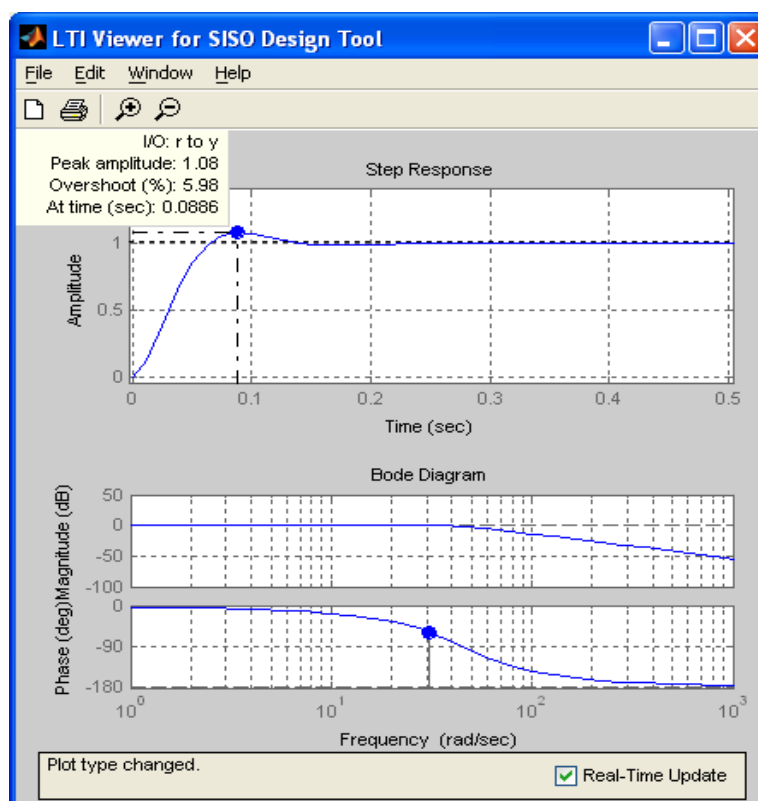 LTI Viewer for SISO Design Tool
File Edit Window Help
I/O: r to y
Peak amplitude: 1.08
Overshoot (%): 5.98
At time (sec): 0.0886
Step Response
Amplitude
1
0.5
0
0 0.1 0.2 0.3 0.4 0.5
Time (sec)
Bode Diagram
Magnitude (dB)
50
0
-50
-100
Phase (deg)
0
-90
-180
10^0 10^1 10^2 10^3
Frequency (rad/sec)
Plot type changed.
Real-Time Update